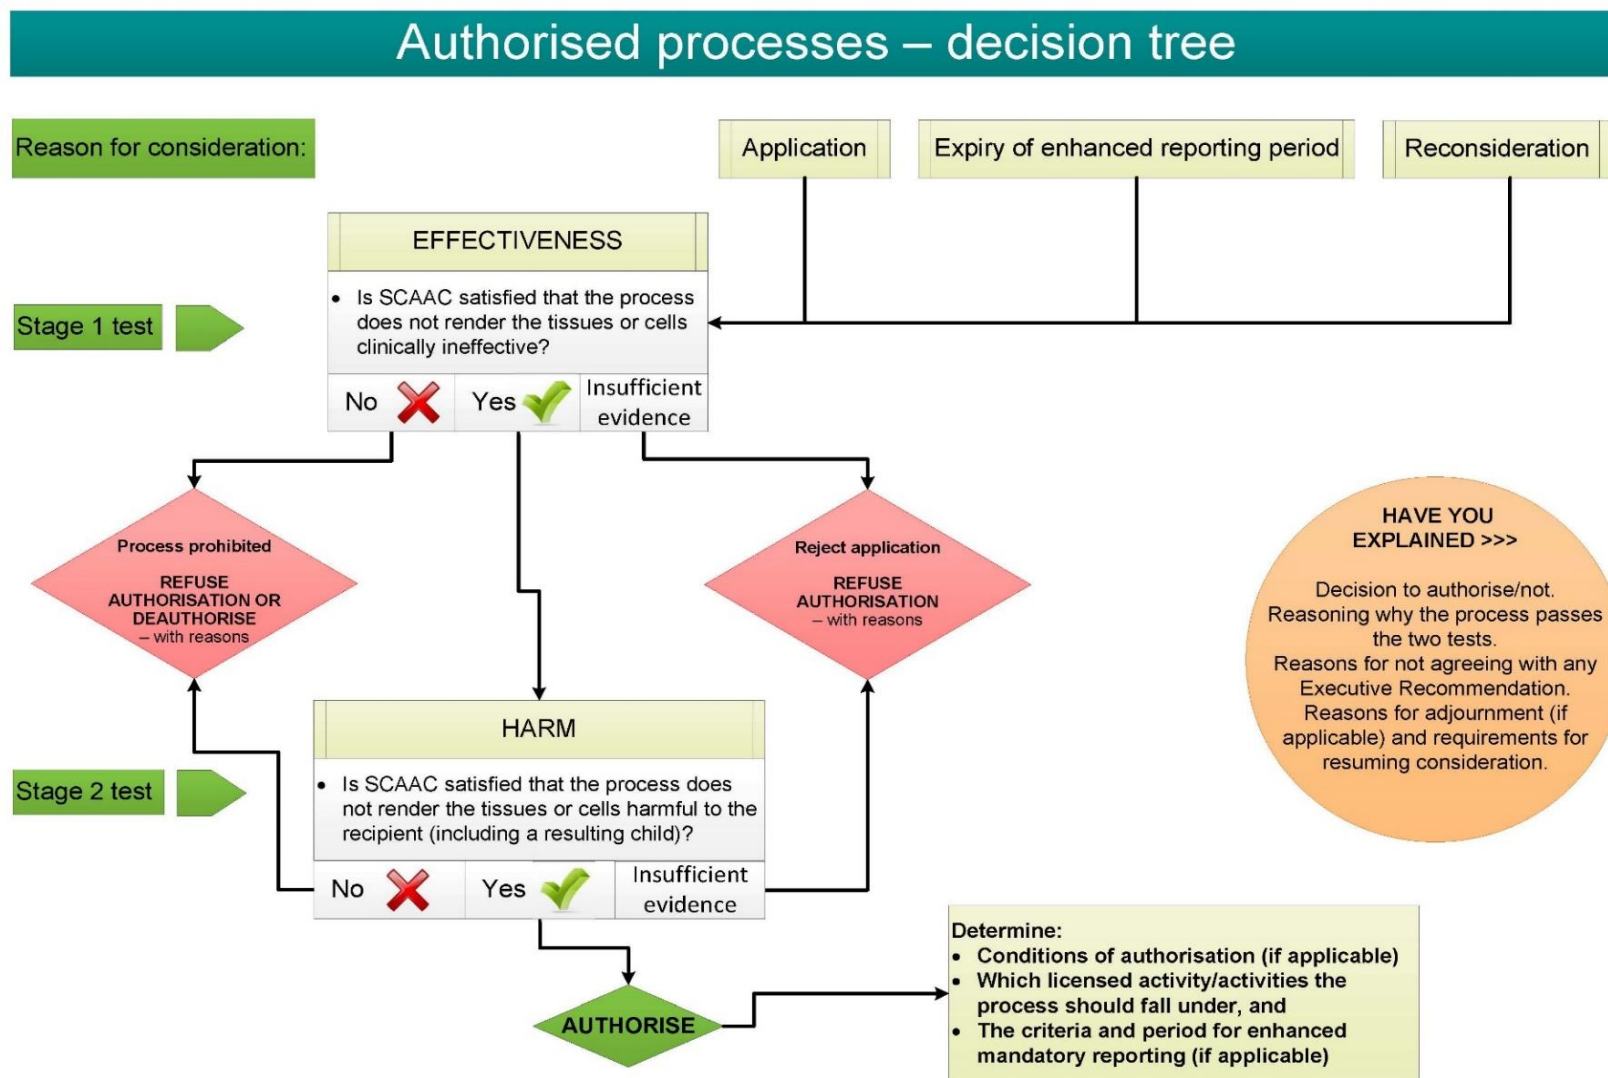 Authorised processes – decision tree
Reason for consideration:
Application
Expiry of enhanced reporting period
Reconsideration
EFFECTIVENESS
Stage 1 test
• Is SCAAC satisfied that the process
does not render the tissues or cells
clinically ineffective?
No
Yes
Insufficient
evidence
Process prohibited
REFUSE
AUTHORISATION OR
DEAUTHORISE
– with reasons
Reject application
REFUSE
AUTHORISATION
– with reasons
HAVE YOU
EXPLAINED >>>
Decision to authorise/not.
Reasoning why the process passes
the two tests.
Reasons for not agreeing with any
Executive Recommendation.
Reasons for adjournment (if
applicable) and requirements for
resuming consideration.
HARM
Stage 2 test
• Is SCAAC satisfied that the process does
not render the tissues or cells harmful to the
recipient (including a resulting child)?
No
Yes
Insufficient
evidence
AUTHORISE
Determine:
• Conditions of authorisation (if applicable)
• Which licensed activity/activities the
process should fall under, and
• The criteria and period for enhanced
mandatory reporting (if applicable)